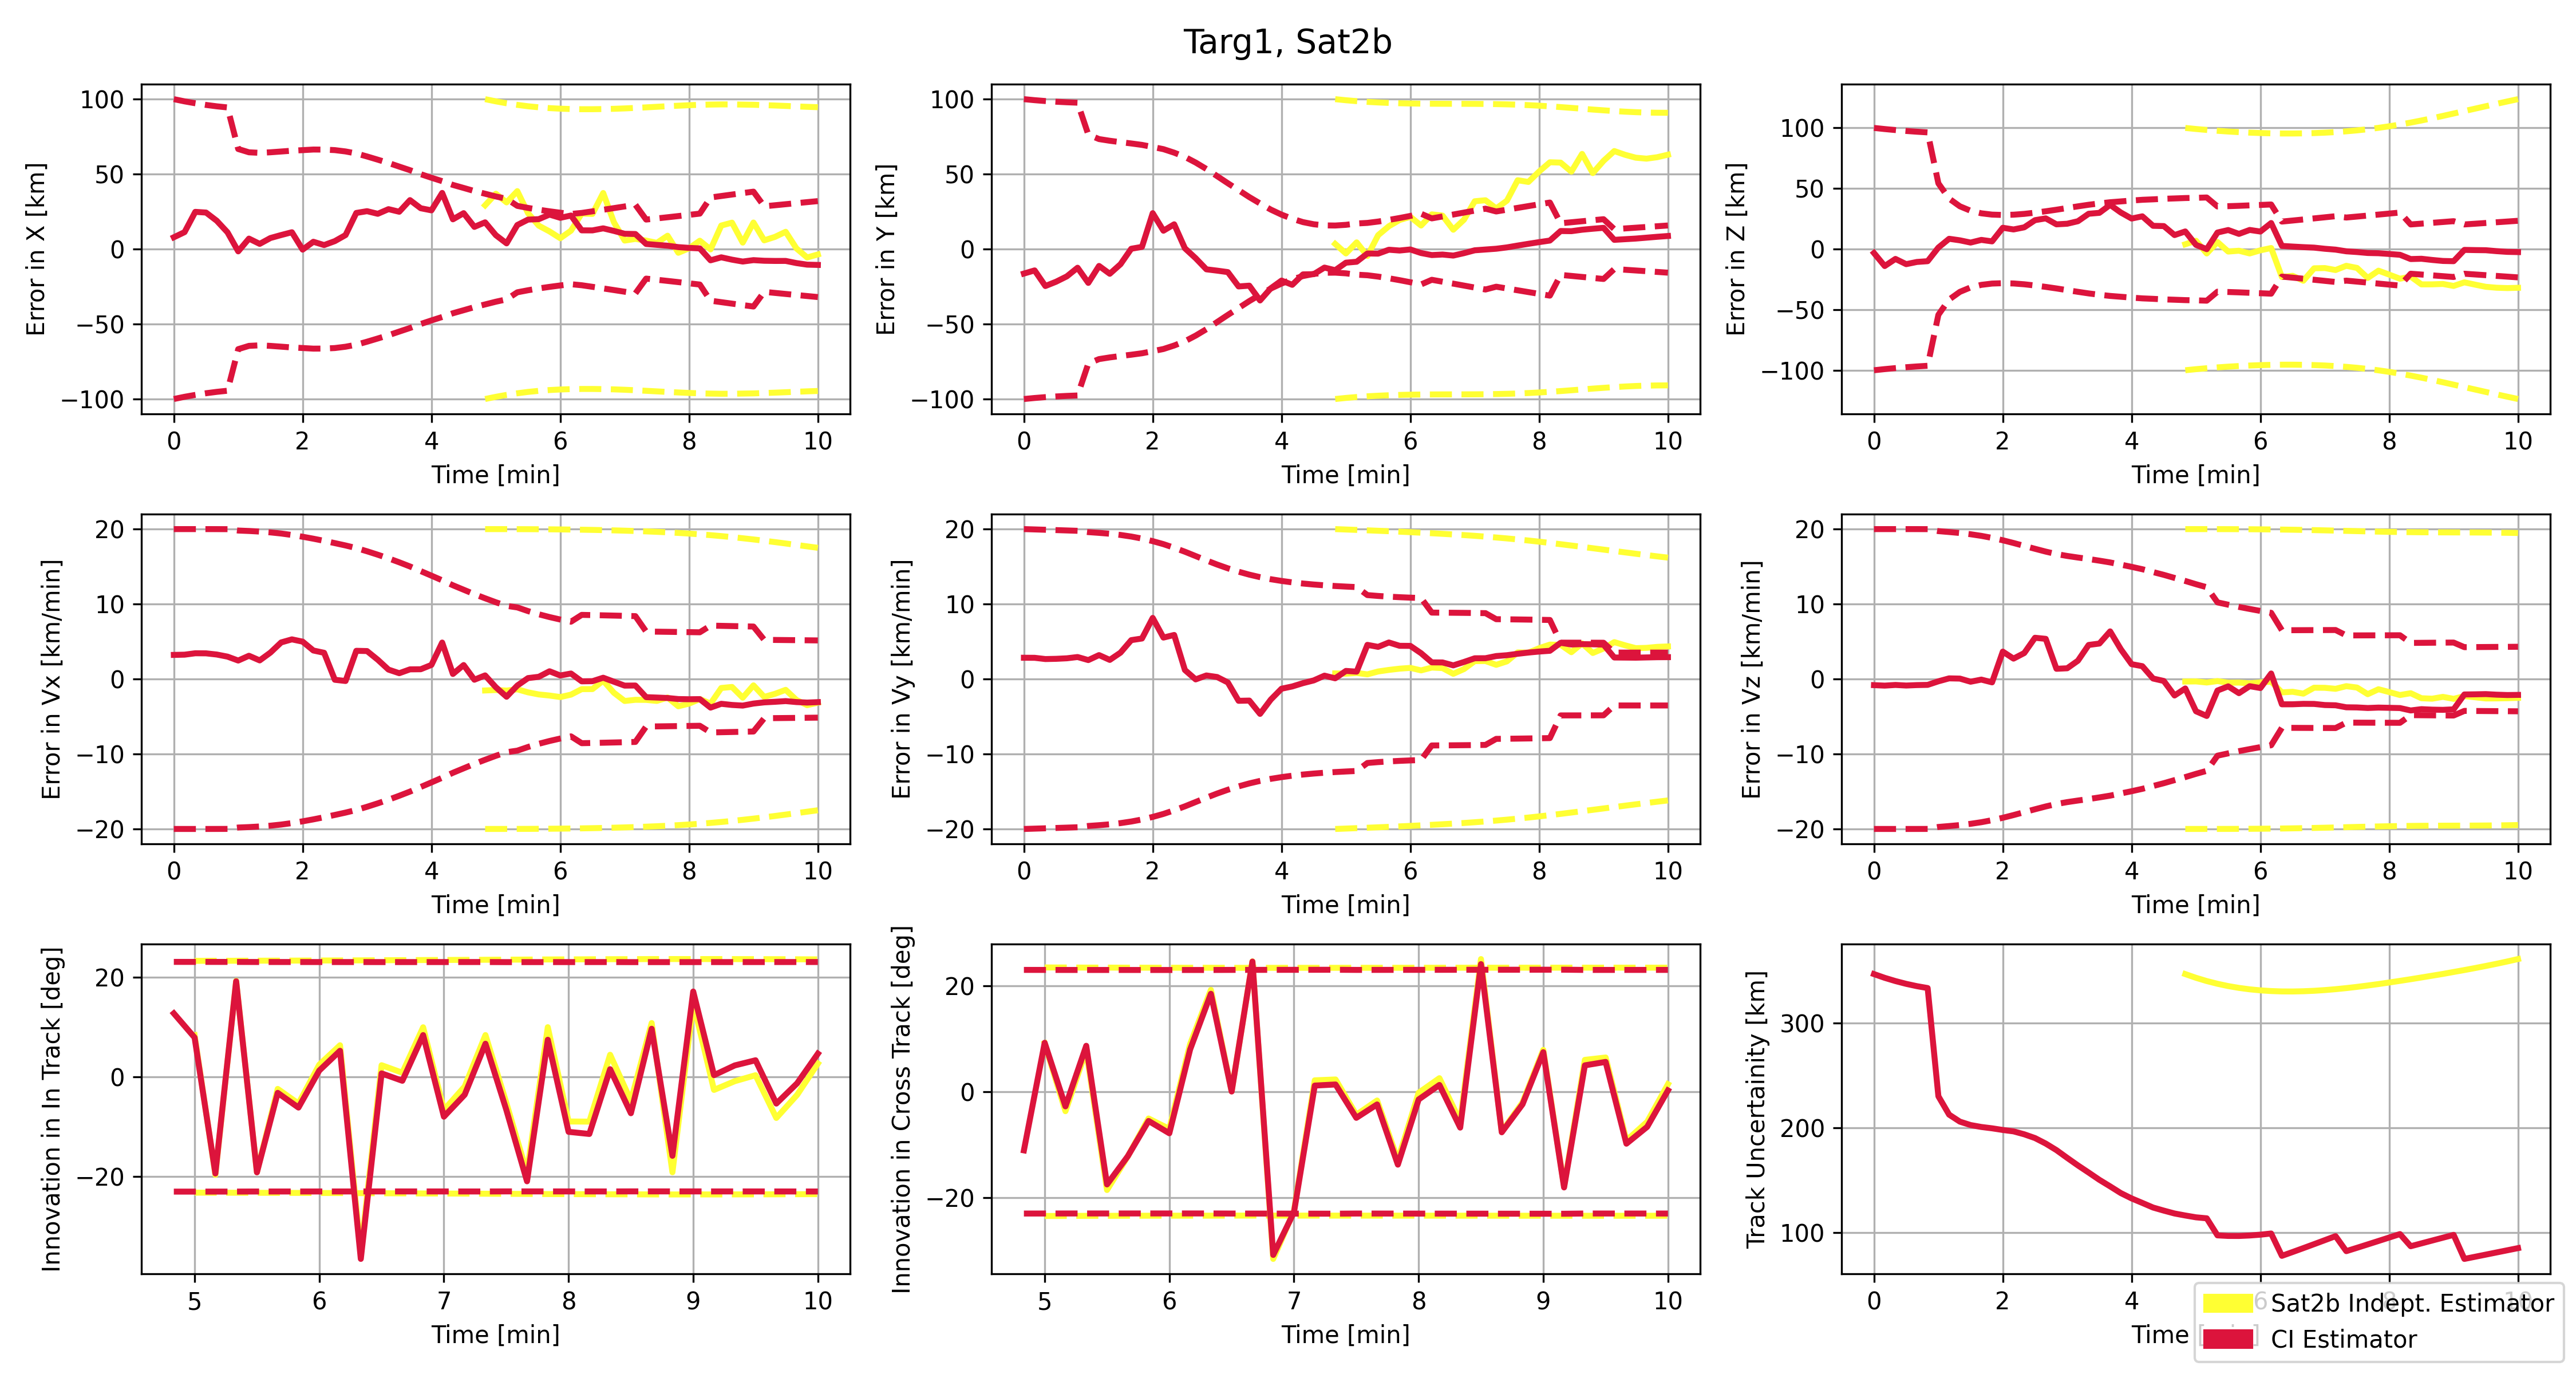 Targ1, Sat2b
Error in X [km]
100
50
0
−50
−100
0 2 4 6 8 10
Time [min]
Error in Y [km]
100
50
0
−50
−100
0 2 4 6 8 10
Time [min]
Error in Z [km]
100
50
0
−50
−100
0 2 4 6 8 10
Time [min]
Error in Vx [km/min]
20
10
0
−10
−20
0 2 4 6 8 10
Time [min]
Error in Vy [km/min]
20
10
0
−10
−20
0 2 4 6 8 10
Time [min]
Error in Vz [km/min]
20
10
0
−10
−20
0 2 4 6 8 10
Time [min]
Innovation in In Track [deg]
20
0
−20
5 6 7 8 9 10
Time [min]
Innovation in Cross Track [deg]
20
0
−20
5 6 7 8 9 10
Time [min]
Track Uncertainity [km]
300
200
100
0 2 4 6 8 10
Time
Sat2b Indept. Estimator
CI Estimator